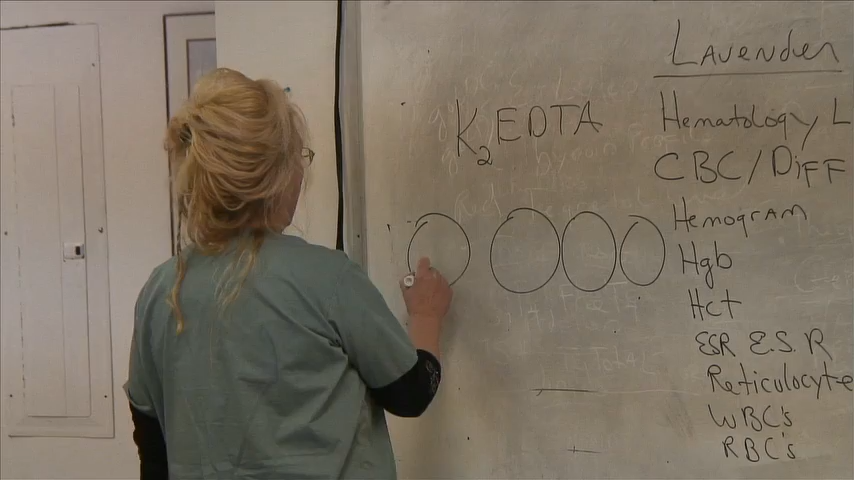 Lavender
K2EDTA
Hematology L
CBC/Diff
Hemogram
Hgb
Hct
ESR E.S.R
Reticulocyte
WBC's
RBC's